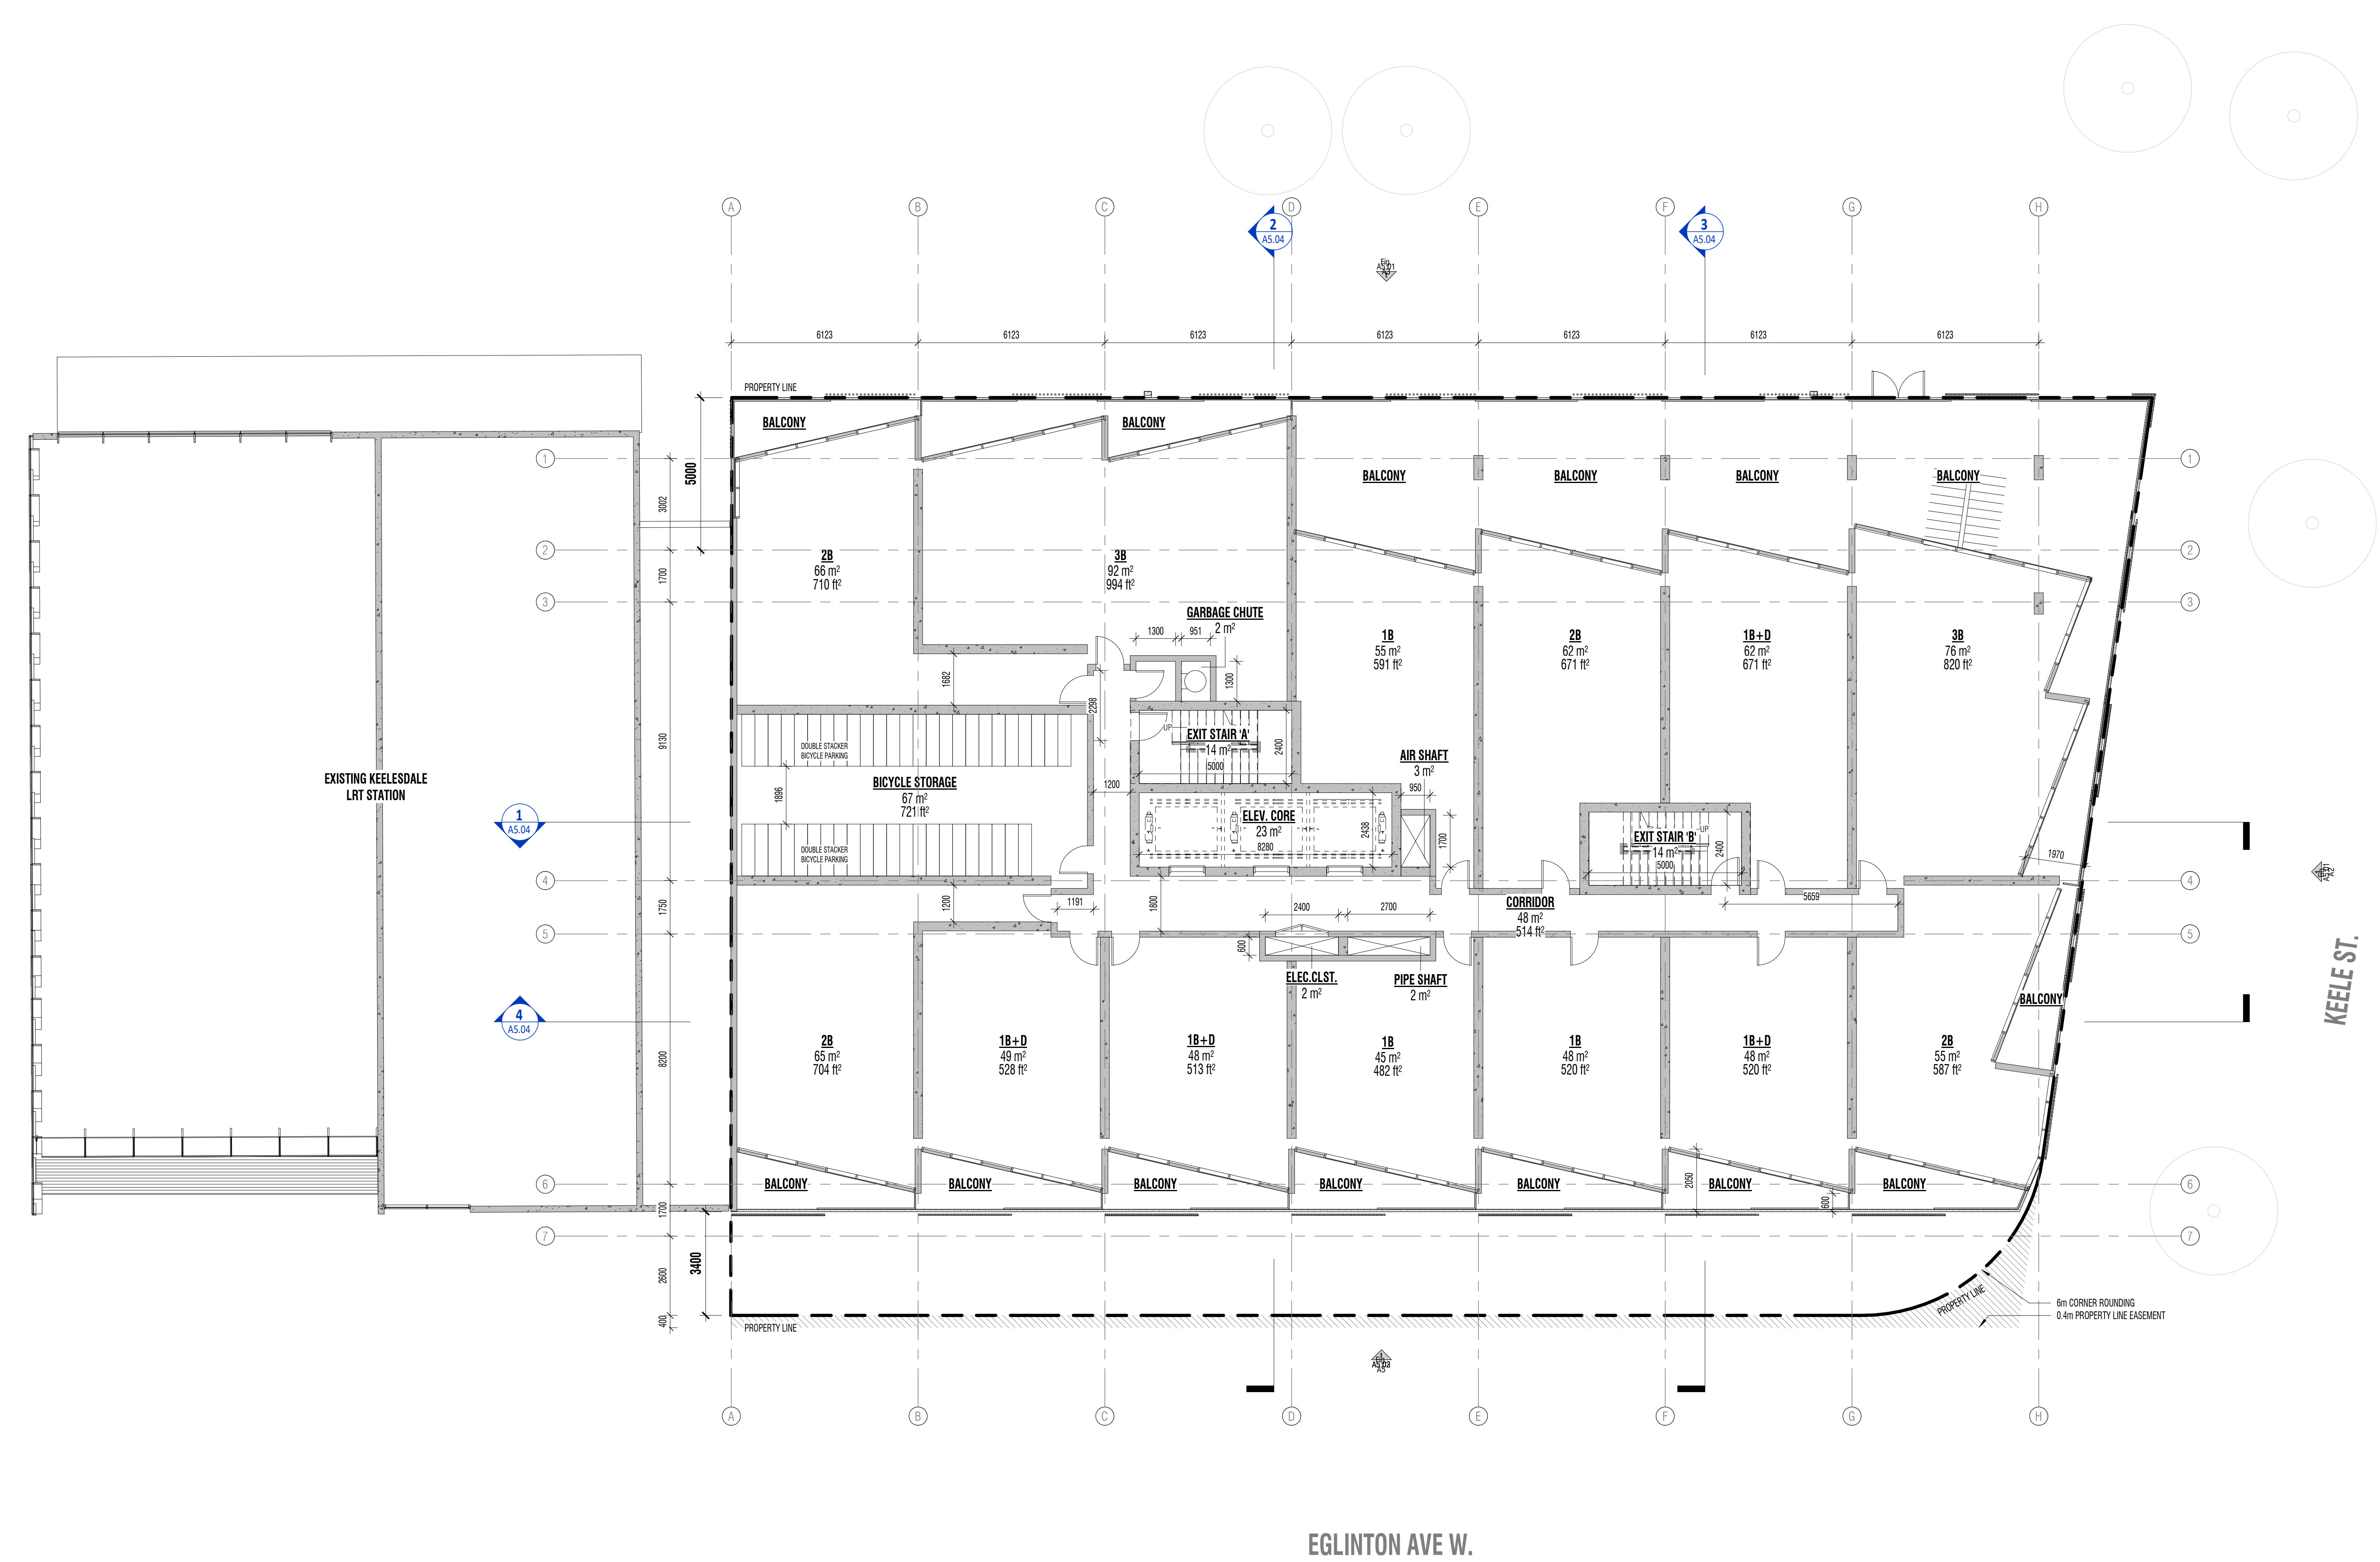 A B C D E F G H
2
A5.04
3
A5.04
6123 6123 6123 6123 6123 6123 6123
PROPERTY LINE
BALCONY
BALCONY
1
1
5000
3002
BALCONY
BALCONY
BALCONY
BALCONY
2
2
2B
66 m²
710 ft²
3B
92 m²
994 ft²
1700
3
3
GARBAGE CHUTE
2 m²
1300
951
1300
1B
55 m²
591 ft²
2B
62 m²
671 ft²
1B+D
62 m²
671 ft²
3B
76 m²
820 ft²
1682
2298
9130
UP
EXIT STAIR 'A'
14 m²
5000
2400
DOUBLE STACKER
BICYCLE PARKING
AIR SHAFT
3 m²
950
EXISTING KEELESDALE
LRT STATION
BICYCLE STORAGE
67 m²
721 ft²
1896
1200
1
A5.04
ELEV. CORE
23 m²
8280
2438
1700
EXIT STAIR 'B'
14 m²
5000
UP
2400
DOUBLE STACKER
BICYCLE PARKING
1970
4
4
A5.01
A2
1750
1200
1191
1800
2400
2700
CORRIDOR
48 m²
514 ft²
5659
5
5
600
ELEC.CLST.
2 m²
PIPE SHAFT
2 m²
KEELE ST.
BALCONY
4
A5.04
8200
2B
65 m²
704 ft²
1B+D
49 m²
528 ft²
1B+D
48 m²
513 ft²
1B
45 m²
482 ft²
1B
48 m²
520 ft²
1B+D
48 m²
520 ft²
2B
55 m²
587 ft²
6
6
BALCONY
BALCONY
BALCONY
BALCONY
BALCONY
BALCONY
BALCONY
2050
600
1700
7
7
3400
2600
400
PROPERTY LINE
PROPERTY LINE
6m CORNER ROUNDING
0.4m PROPERTY LINE EASEMENT
A B C D E F G H
EGLINTON AVE W.